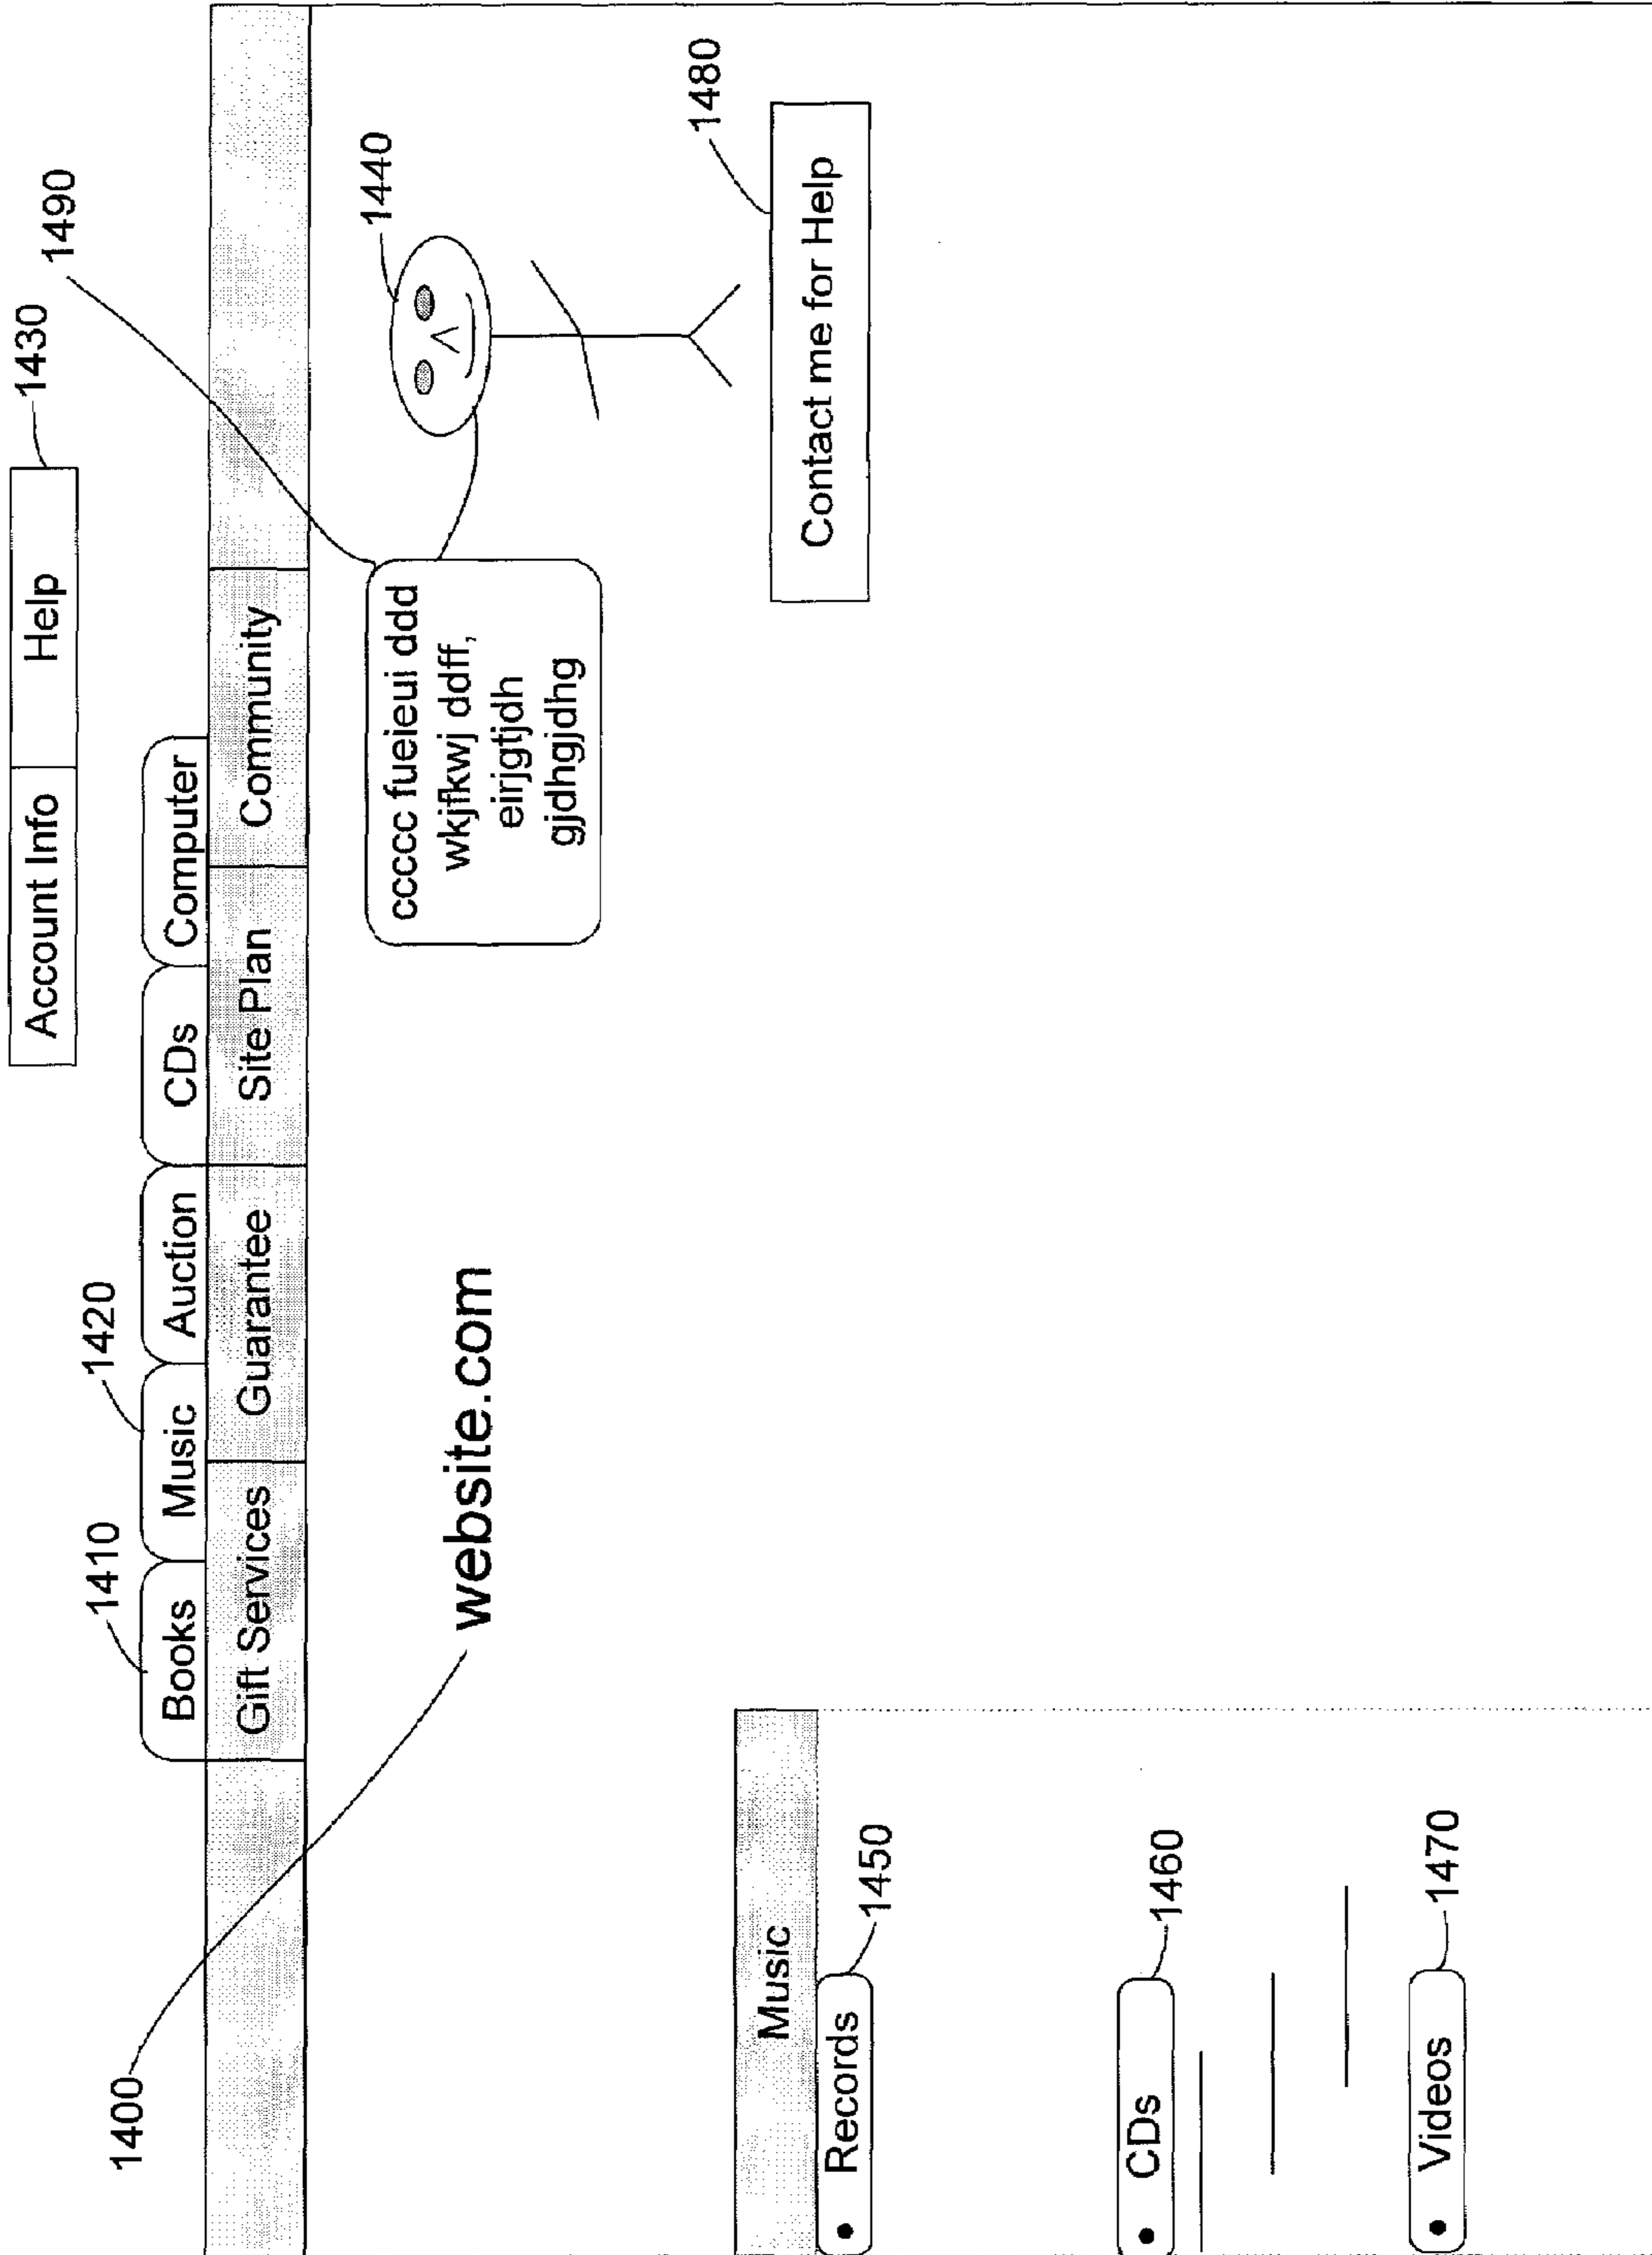 Account Info Help 1430
1490
1410 1420
1400
Books Music Auction CDs Computer
Gift Services Guarantee Site Plan Community
1440
website.com
ccccc fueieui ddd
wkjfkwj ddff,
eirjgtjdh
gjdhgjdhg
1480
Contact me for Help
Music
• Records
1450
• CDs
1460
• Videos
1470